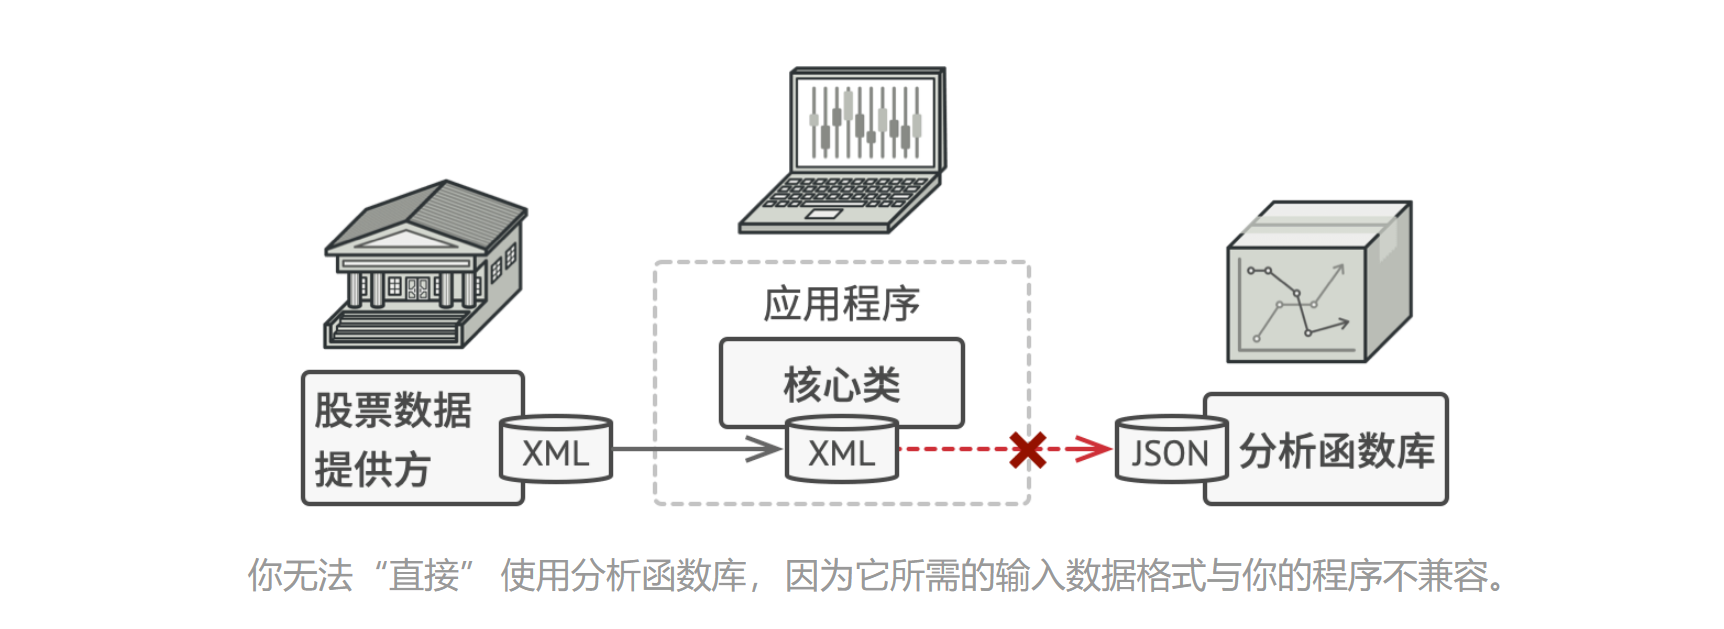 应用程序
核心类
股票数据
提供方
XML
XML
JSON
分析函数库
你无法“直接” 使用分析函数库，因为它所需的输入数据格式与你的程序不兼容。